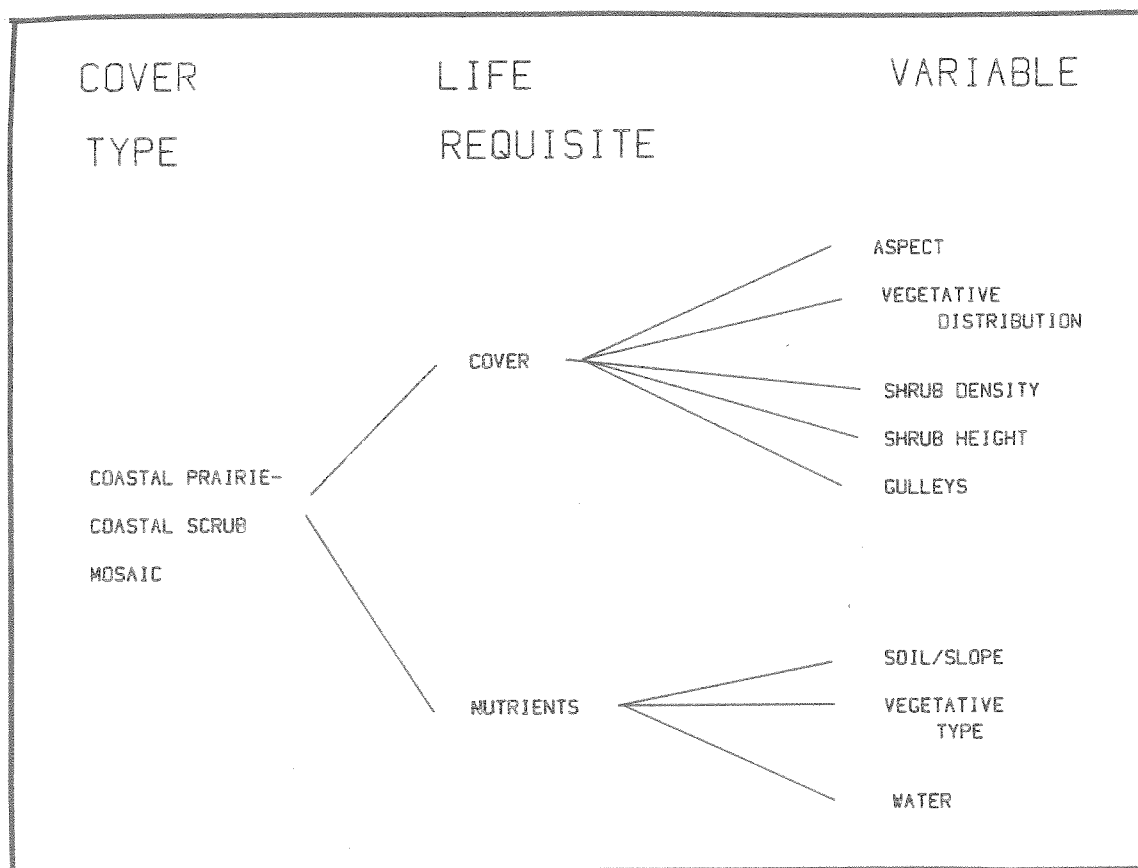 COVER
TYPE
LIFE
REQUISITE
VARIABLE
COASTAL PRAIRIE-
COASTAL SCRUB
MOSAIC
COVER
NUTRIENTS
ASPECT
VEGETATIVE
DISTRIBUTION
SHRUB DENSITY
SHRUB HEIGHT
GULLEYS
SOIL/SLOPE
VEGETATIVE
TYPE
WATER